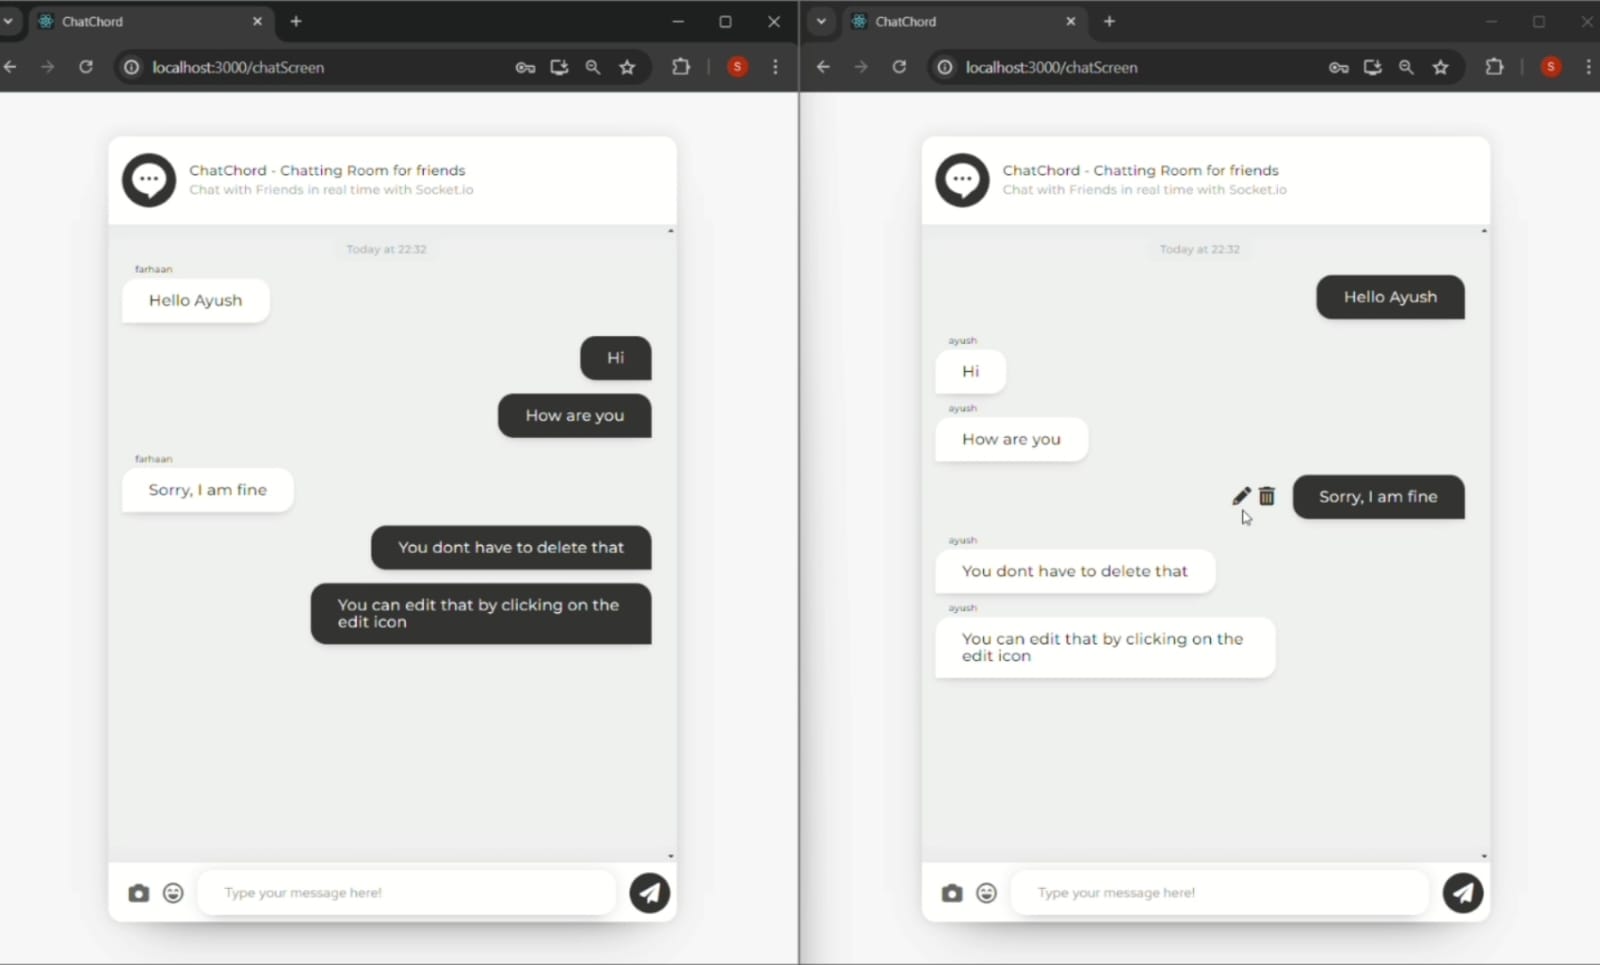 ChatChord
localhost:3000/chatScreen
S
ChatChord - Chatting Room for friends
Chat with Friends in real time with Socket.io
Today at 22:32
farhaan
Hello Ayush
Hi
How are you
farhaan
Sorry, I am fine
You dont have to delete that
You can edit that by clicking on the
edit icon
Type your message here!
ChatChord
localhost:3000/chatScreen
S
ChatChord - Chatting Room for friends
Chat with Friends in real time with Socket.io
Today at 22:32
Hello Ayush
ayush
Hi
ayush
How are you
Sorry, I am fine
ayush
You dont have to delete that
ayush
You can edit that by clicking on the
edit icon
Type your message here!